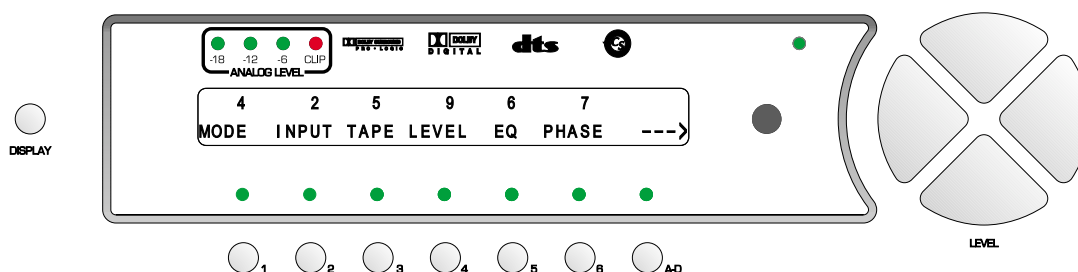 -18 -12 -6 CLIP
ANALOG LEVEL
DOLBY SURROUND
PRO • LOGIC
DOLBY
DIGITAL
dts
4 2 5 9 6 7
MODE INPUT TAPE LEVEL EQ PHASE --->
DISPLAY
LEVEL
1 2 3 4 5 6 A-D